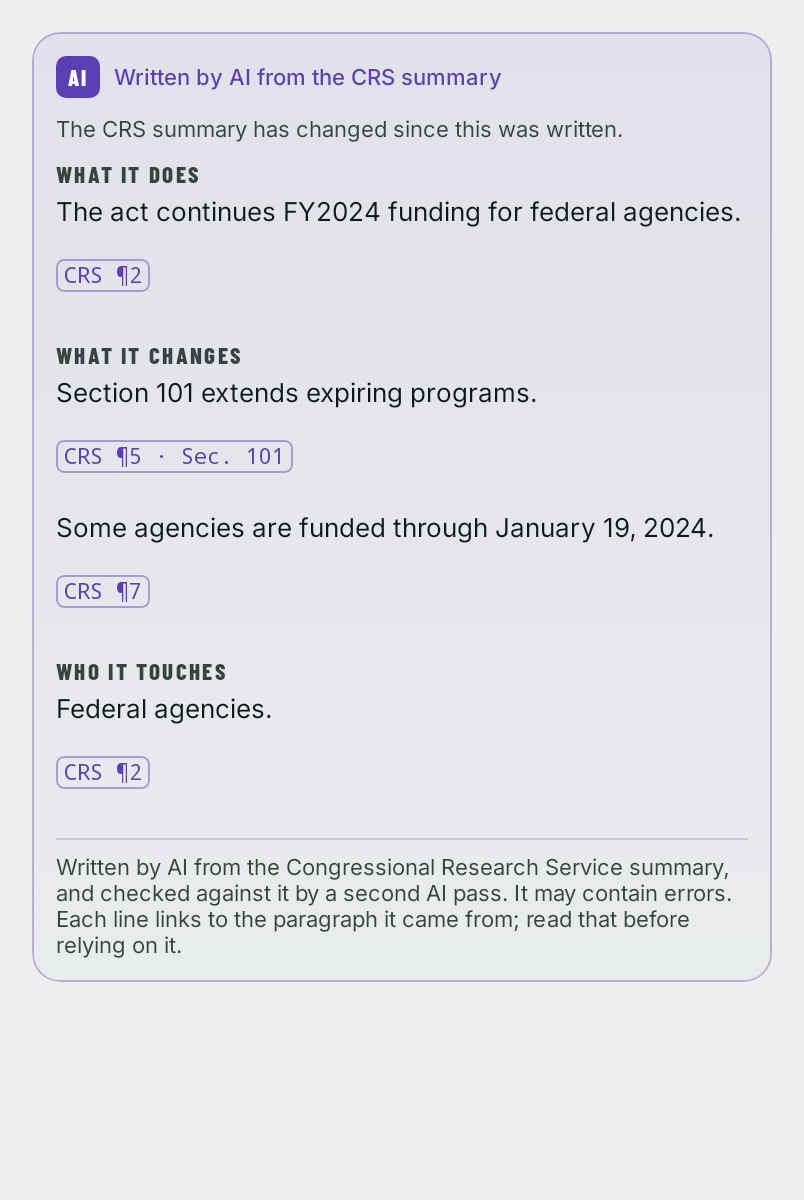 AI Written by AI from the CRS summary
The CRS summary has changed since this was written.
WHAT IT DOES
The act continues FY2024 funding for federal agencies.
CRS ¶2
WHAT IT CHANGES
Section 101 extends expiring programs.
CRS ¶5 · Sec. 101
Some agencies are funded through January 19, 2024.
CRS ¶7
WHO IT TOUCHES
Federal agencies.
CRS ¶2
Written by AI from the Congressional Research Service summary,
and checked against it by a second AI pass. It may contain errors.
Each line links to the paragraph it came from; read that before
relying on it.